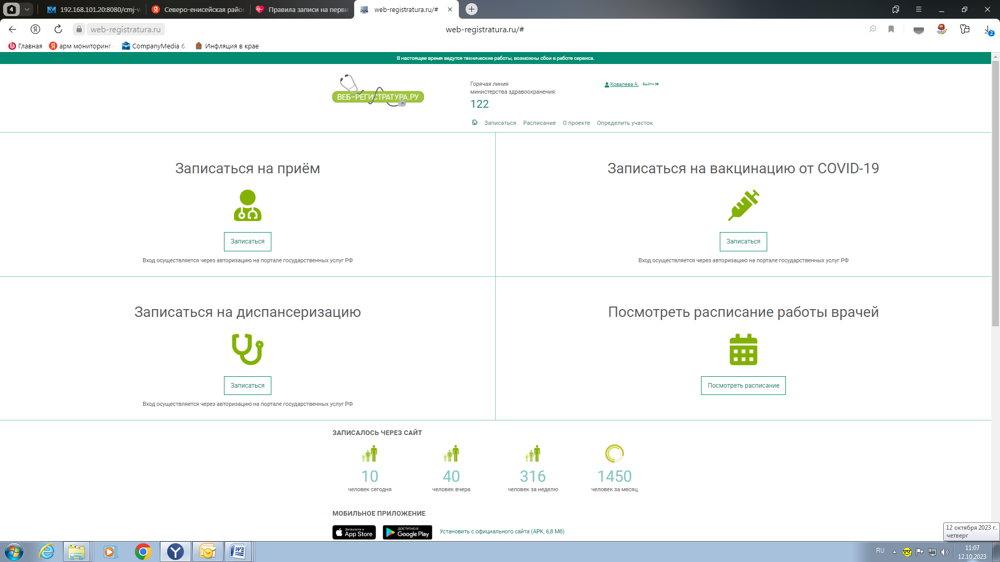 4
192.168.101.20:8080/cmj-w
Северо-енисейская район
Правила записи на перви
web-registratura.ru/#
web-registratura.ru
web-registratura.ru/#
2
Главная
арм мониторинг -
CompanyMedia 6.
Инфляция в крае
В настоящее время ведутся технические работы, возможны сбои в работе сервиса.
ВЕБ-РЕГИСТРАТУРА.РУ
Горячая линия
министерства здравоохранения:
122
Ковалева А.
Выйти
Записаться
Расписание
О проекте
Определить участок
Записаться на приём
Записаться
Вход осуществляется через авторизацию на портале государственных услуг РФ
Записаться на вакцинацию от COVID-19
Записаться
Вход осуществляется через авторизацию на портале государственных услуг РФ
Записаться на диспансеризацию
Записаться
Вход осуществляется через авторизацию на портале государственных услуг РФ
Посмотреть расписание работы врачей
Посмотреть расписание
ЗАПИСАЛОСЬ ЧЕРЕЗ САЙТ
10
человек сегодня
40
человек вчера
316
человек за неделю
1450
человек за месяц
МОБИЛЬНОЕ ПРИЛОЖЕНИЕ
Загрузите в
App Store
ДОСТУПНО В
Google Play
Установить с официального сайта (APK, 6,8 Мб)
12 октября 2023 г.
четверг
RU
11:07
12.10.2023